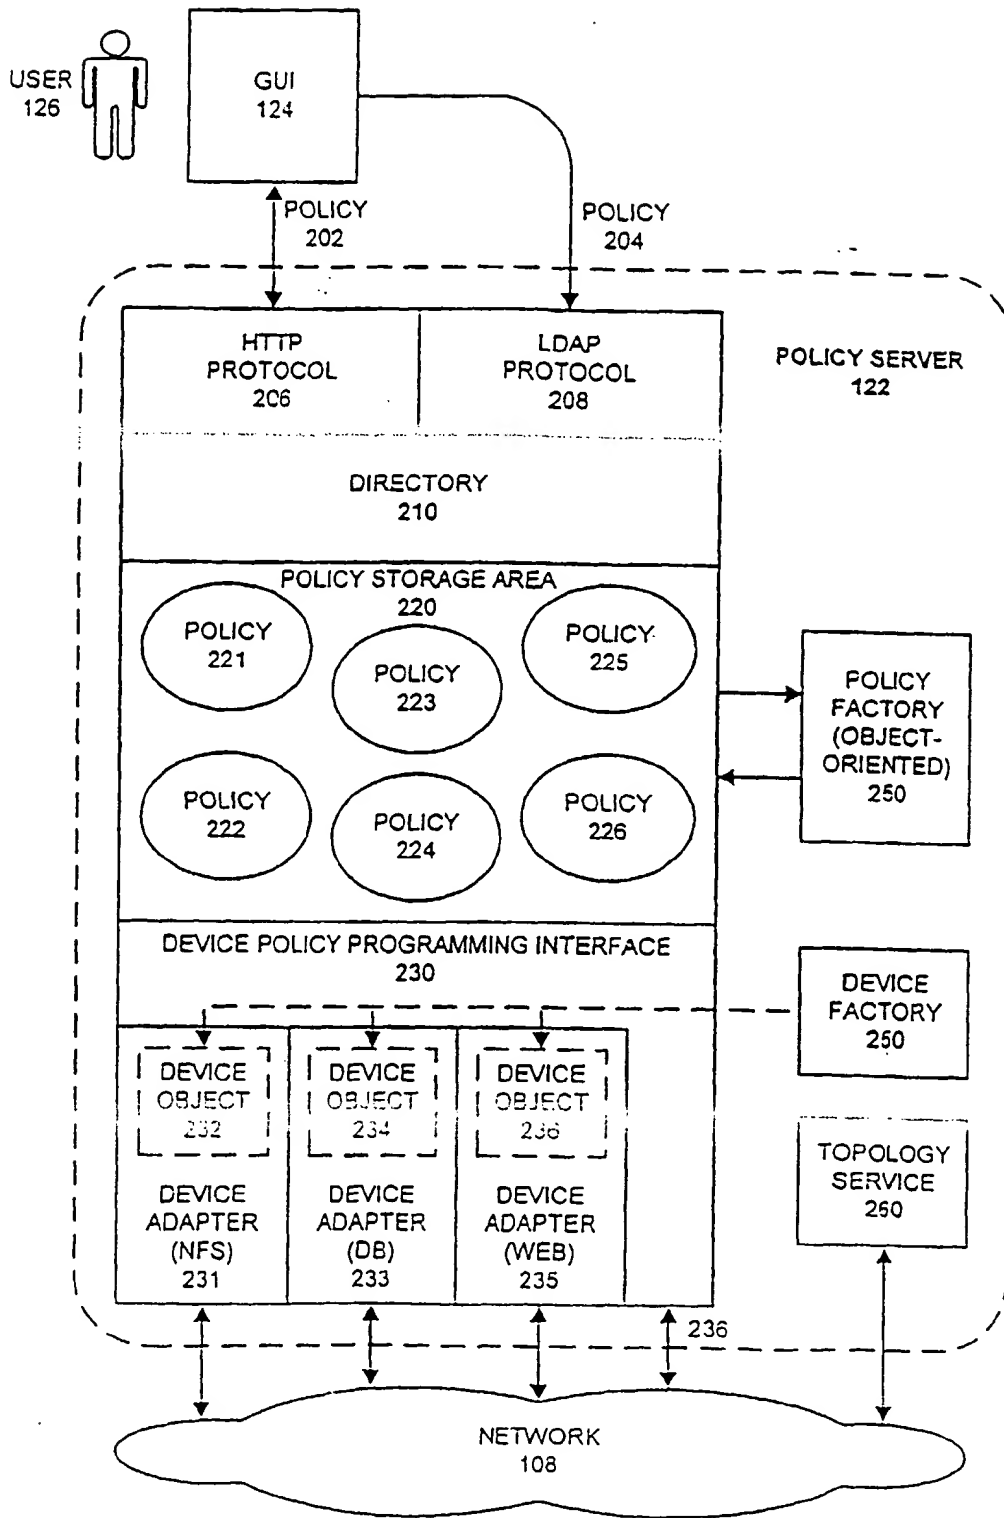 USER
126
GUI
124
POLICY
202
POLICY
204
HTTP
PROTOCOL
206
LDAP
PROTOCOL
208
POLICY SERVER
122
DIRECTORY
210
POLICY STORAGE AREA
220
POLICY
221
POLICY
223
POLICY
225
POLICY
222
POLICY
224
POLICY
226
POLICY
FACTORY
(OBJECT-
ORIENTED)
250
DEVICE POLICY PROGRAMMING INTERFACE
230
DEVICE
FACTORY
250
DEVICE
OBJECT
232
DEVICE
OBJECT
234
DEVICE
OBJECT
236
DEVICE
ADAPTER
(NFS)
231
DEVICE
ADAPTER
(DB)
233
DEVICE
ADAPTER
(WEB)
235
TOPOLOGY
SERVICE
260
236
NETWORK
108